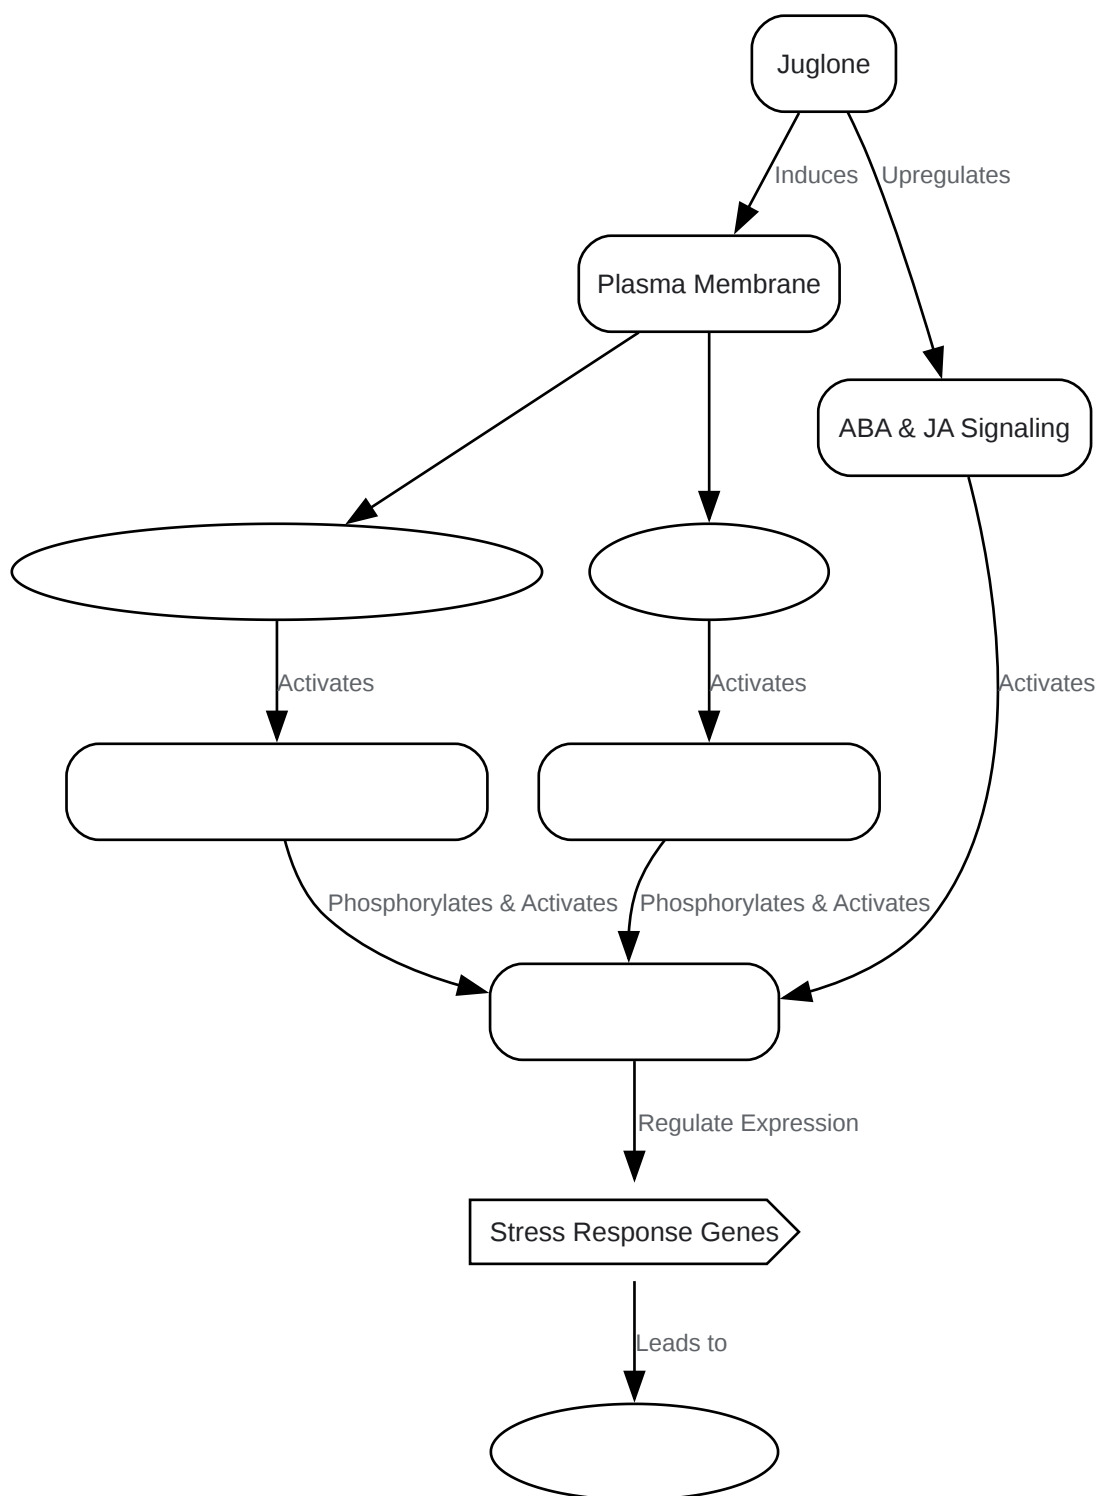 Juglone
Induces
Upregulates
Plasma Membrane
ABA & JA Signaling
Activates
Activates
Activates
Phosphorylates & Activates
Phosphorylates & Activates
Regulate Expression
Stress Response Genes
Leads to